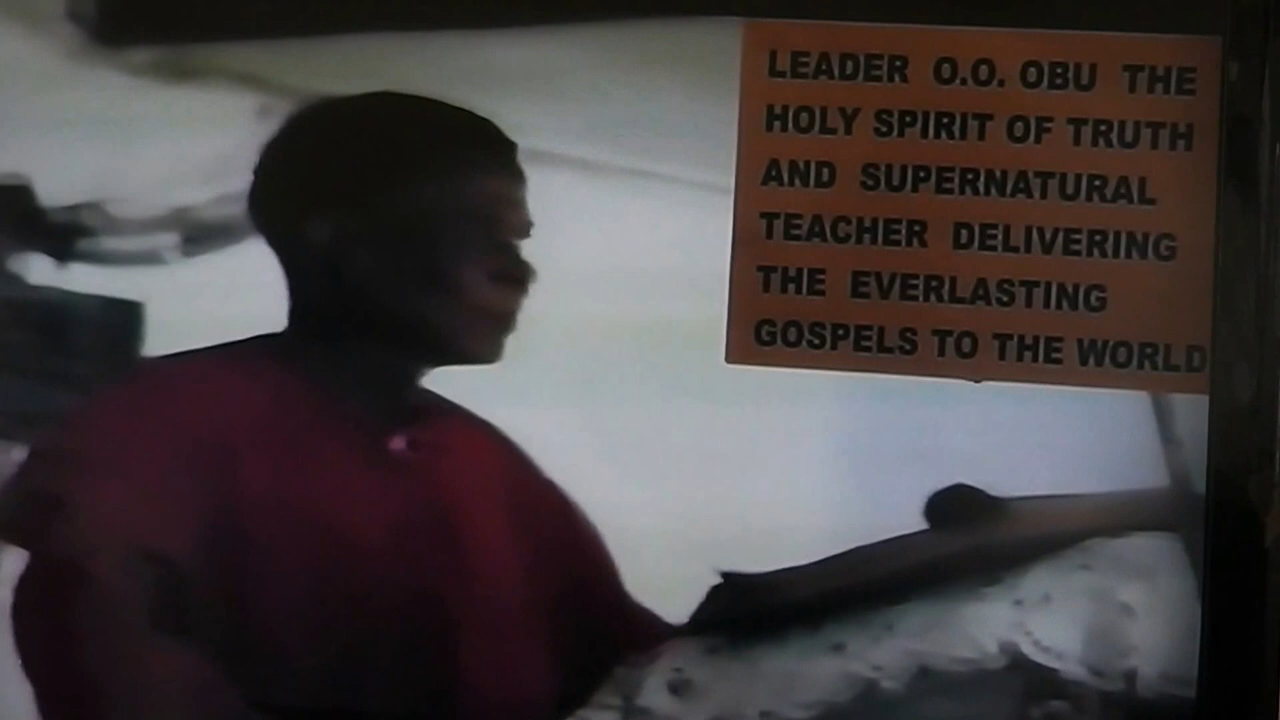 LEADER O.O. OBU THE
HOLY SPIRIT OF TRUTH
AND SUPERNATURAL
TEACHER DELIVERING
THE EVERLASTING
GOSPELS TO THE WORLD